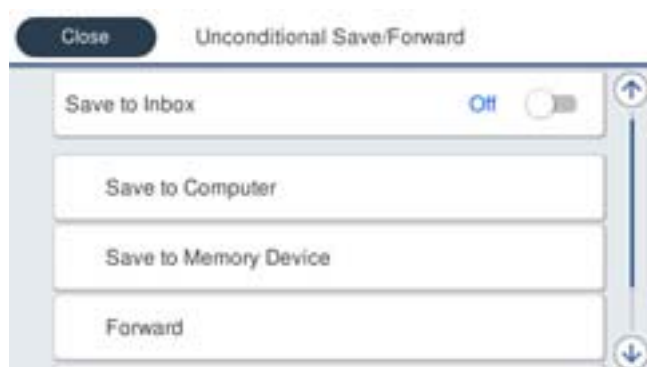 Close Unconditional Save/Forward
Save to Inbox Off
Save to Computer
Save to Memory Device
Forward